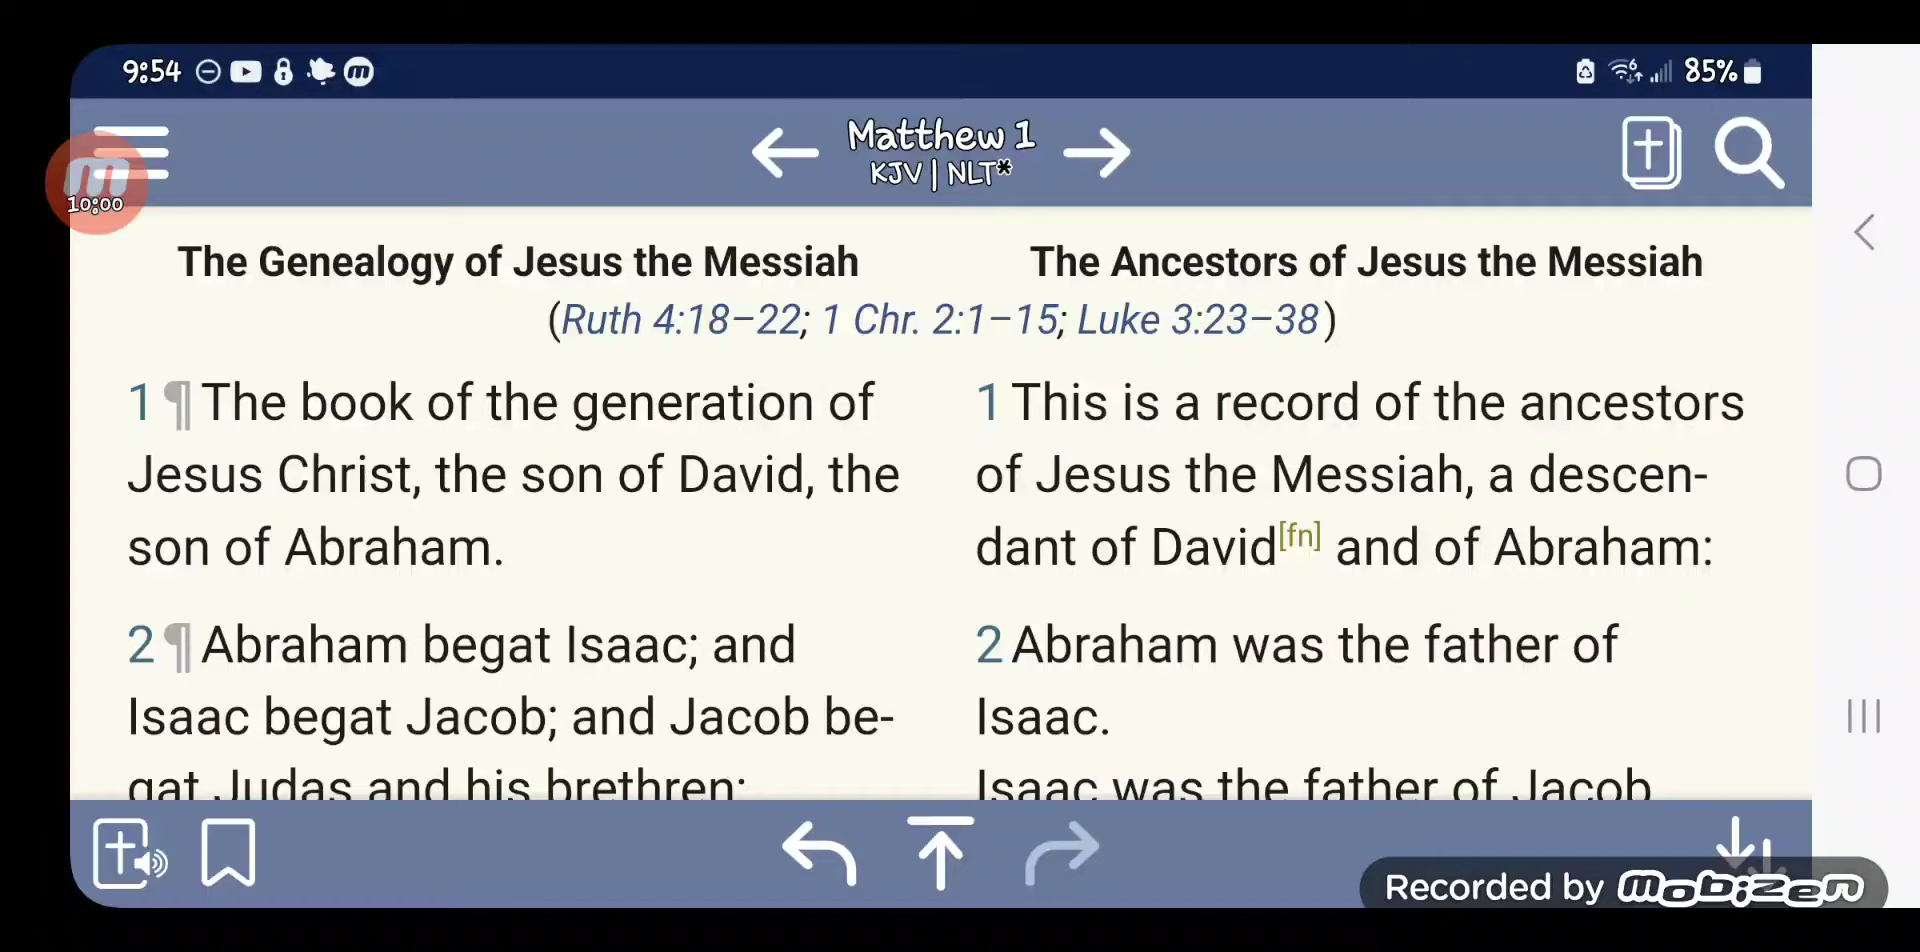 9:54
85%
Matthew 1
KJV | NLT*
10:00
The Genealogy of Jesus the Messiah
The Ancestors of Jesus the Messiah
(Ruth 4:18–22; 1 Chr. 2:1–15; Luke 3:23–38)
1 ¶ The book of the generation of
Jesus Christ, the son of David, the
son of Abraham.
2 ¶ Abraham begat Isaac; and
Isaac begat Jacob; and Jacob be-
gat Judas and his brethren;
1 This is a record of the ancestors
of Jesus the Messiah, a descen-
dant of David[fn] and of Abraham:
2 Abraham was the father of
Isaac.
Isaac was the father of Jacob
Recorded by Mobizen